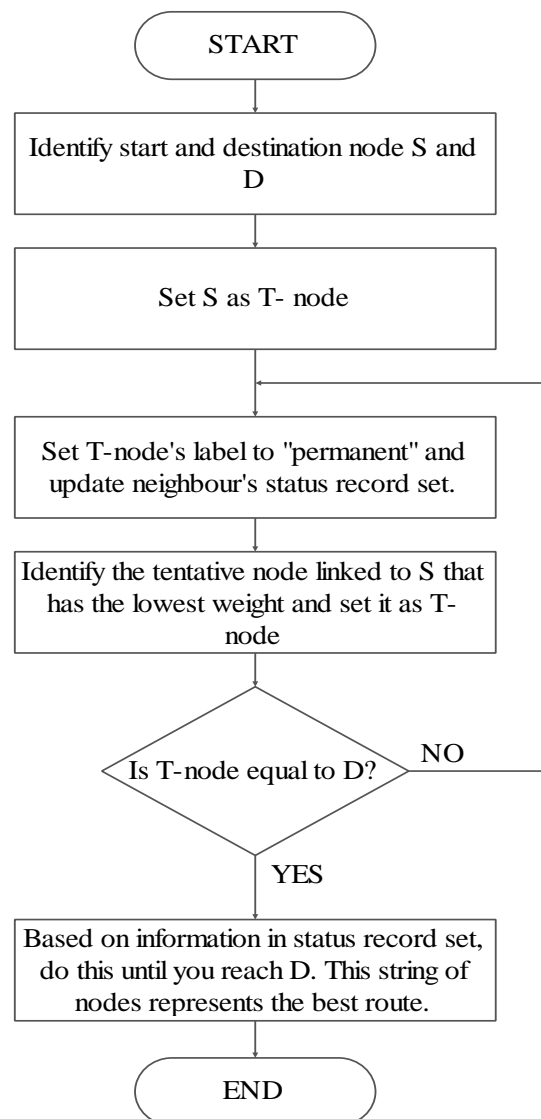 START
Identify start and destination node S and
D
Set S as T- node
Set T-node's label to "permanent" and
update neighbour's status record set.
Identify the tentative node linked to S that
has the lowest weight and set it as T-
node
Is T-node equal to D?
NO
YES
Based on information in status record set,
do this until you reach D. This string of
nodes represents the best route.
END